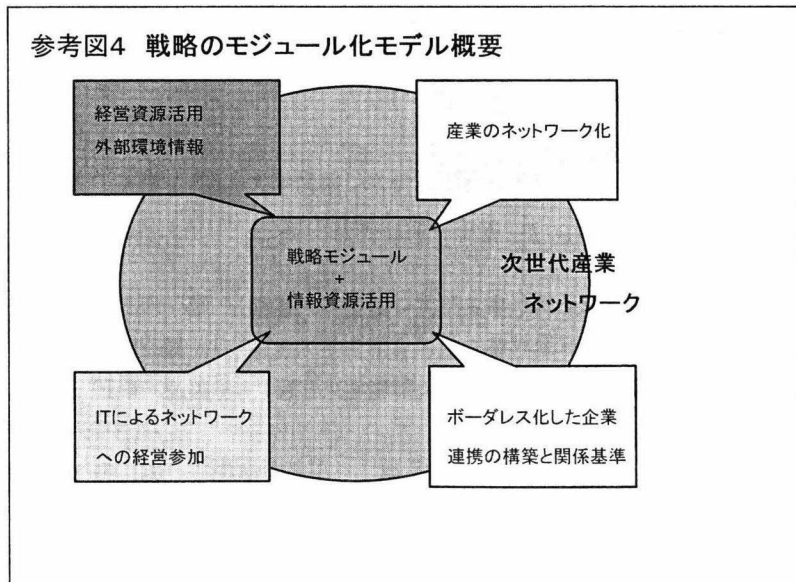 参考図4 戦略のモジュール化モデル概要
経営資源活用
外部環境情報
産業のネットワーク化
戦略モジュール
+
情報資源活用
次世代産業
ネットワーク
ITによるネットワーク
への経営参加
ボーダレス化した企業
連携の構築と関係基準